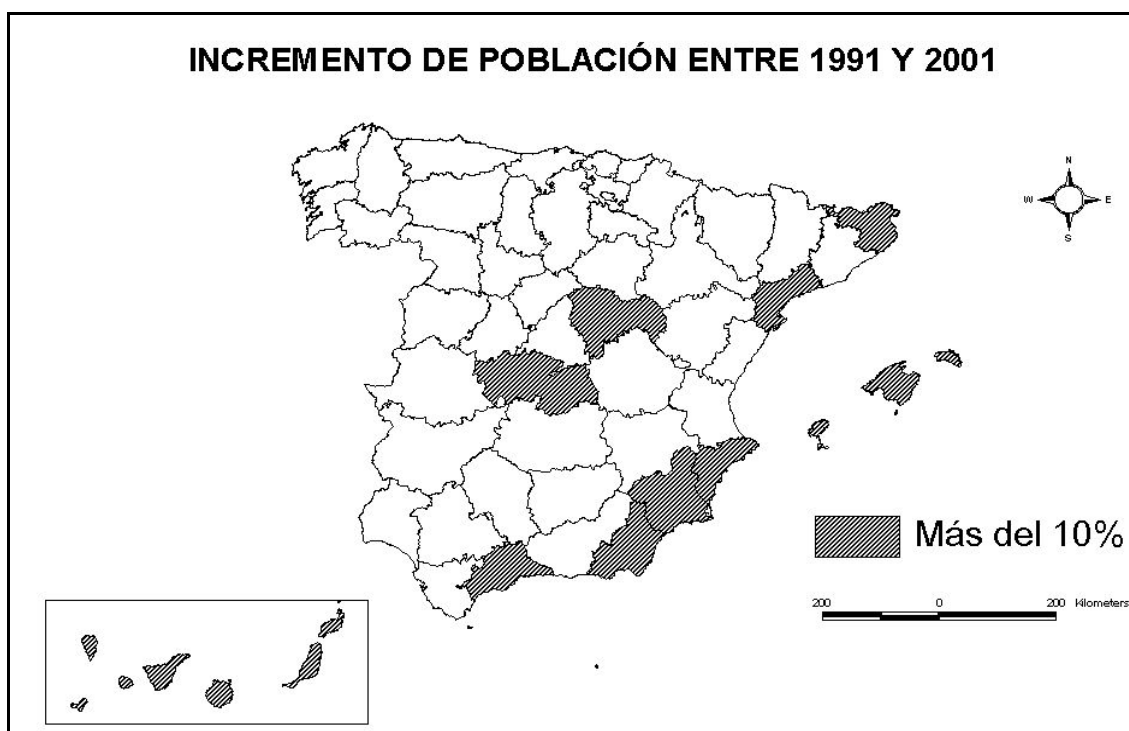 INCREMENTO DE POBLACIÓN ENTRE 1991 Y 2001
N
W E
S
Más del 10%
200 0 200 Kilometers